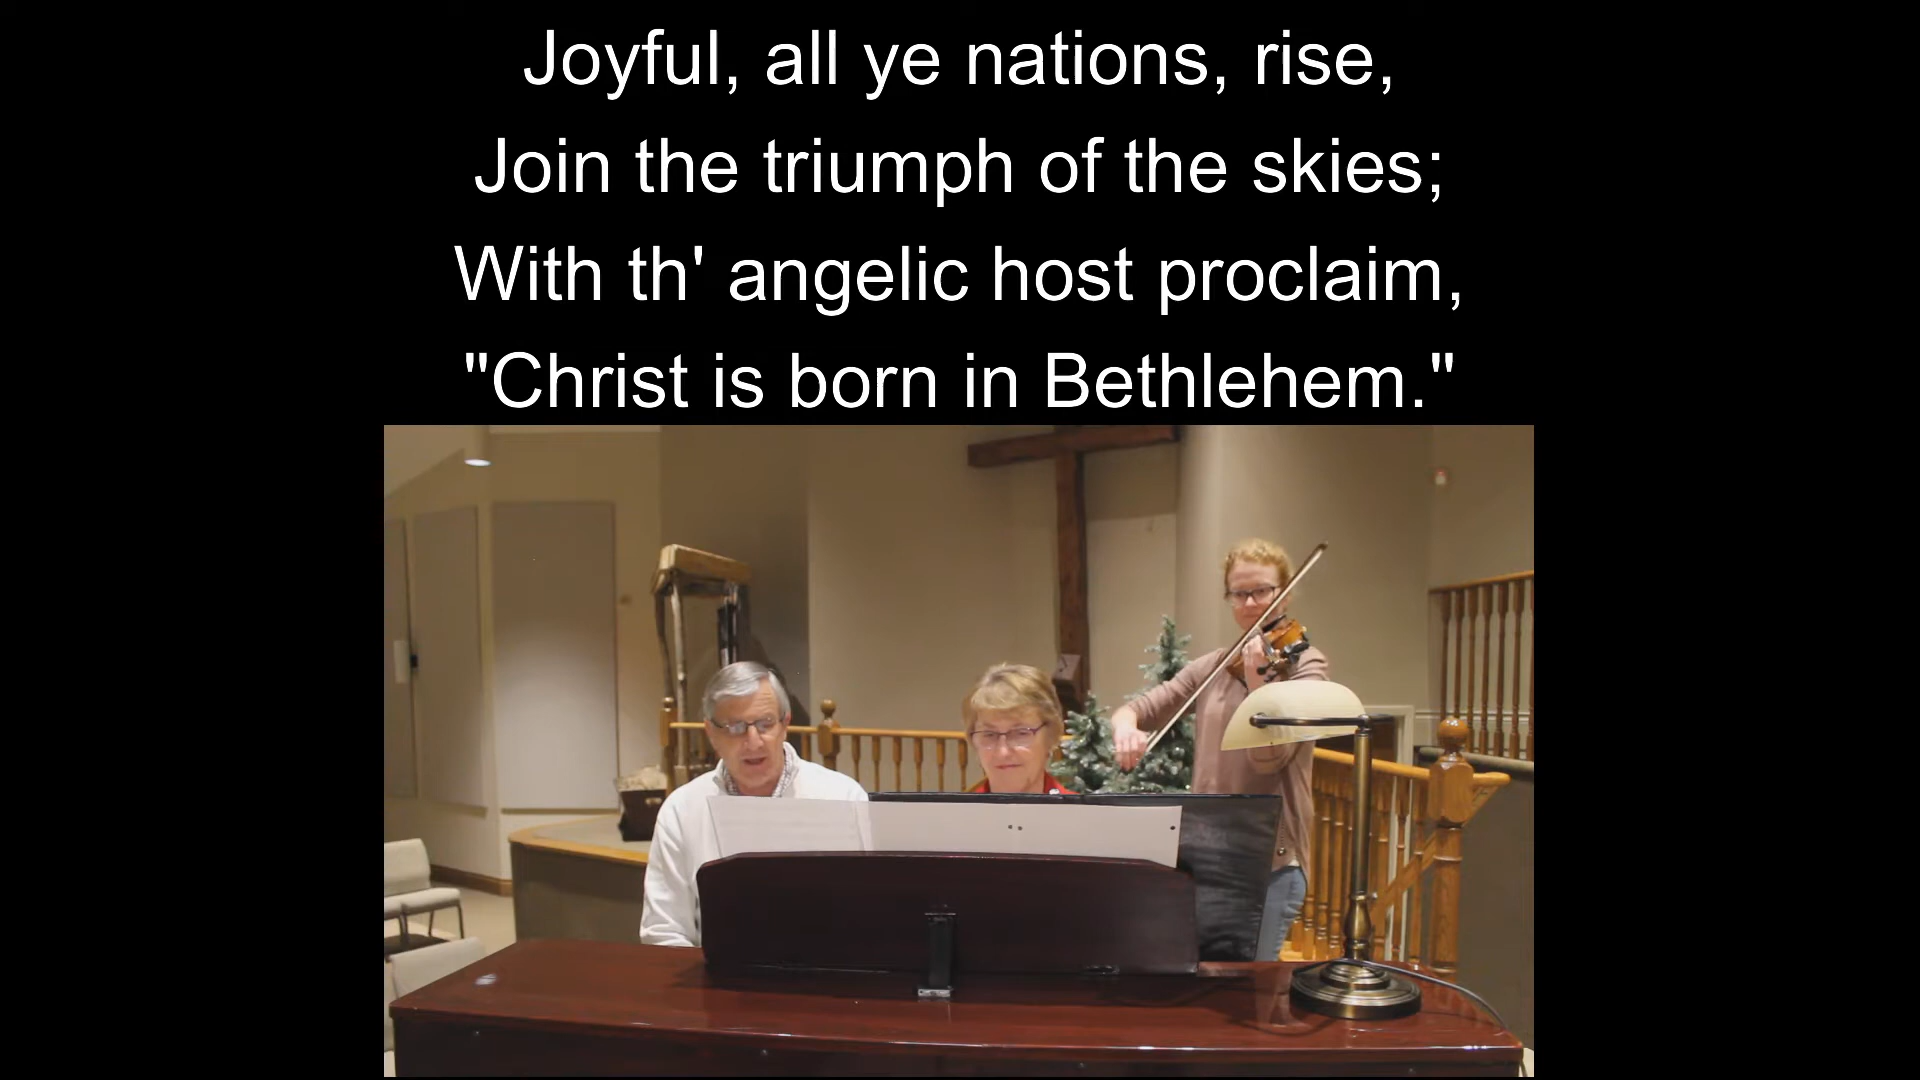 Joyful, all ye nations, rise,
Join the triumph of the skies;
With th' angelic host proclaim,
"Christ is born in Bethlehem."